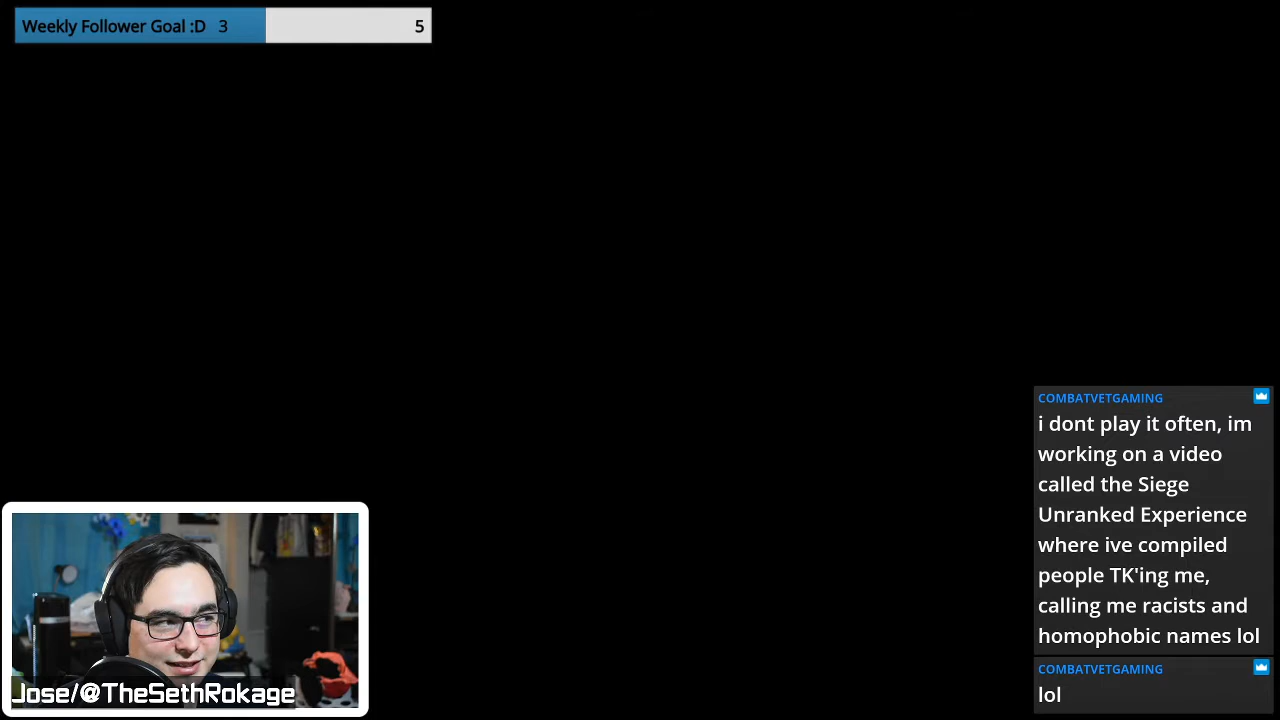 Weekly Follower Goal :D 3 5
COMBATVETGAMING
i dont play it often, im
working on a video
called the Siege
Unranked Experience
where ive compiled
people TK'ing me,
calling me racists and
homophobic names lol
COMBATVETGAMING
lol
Jose/@TheSethRokage